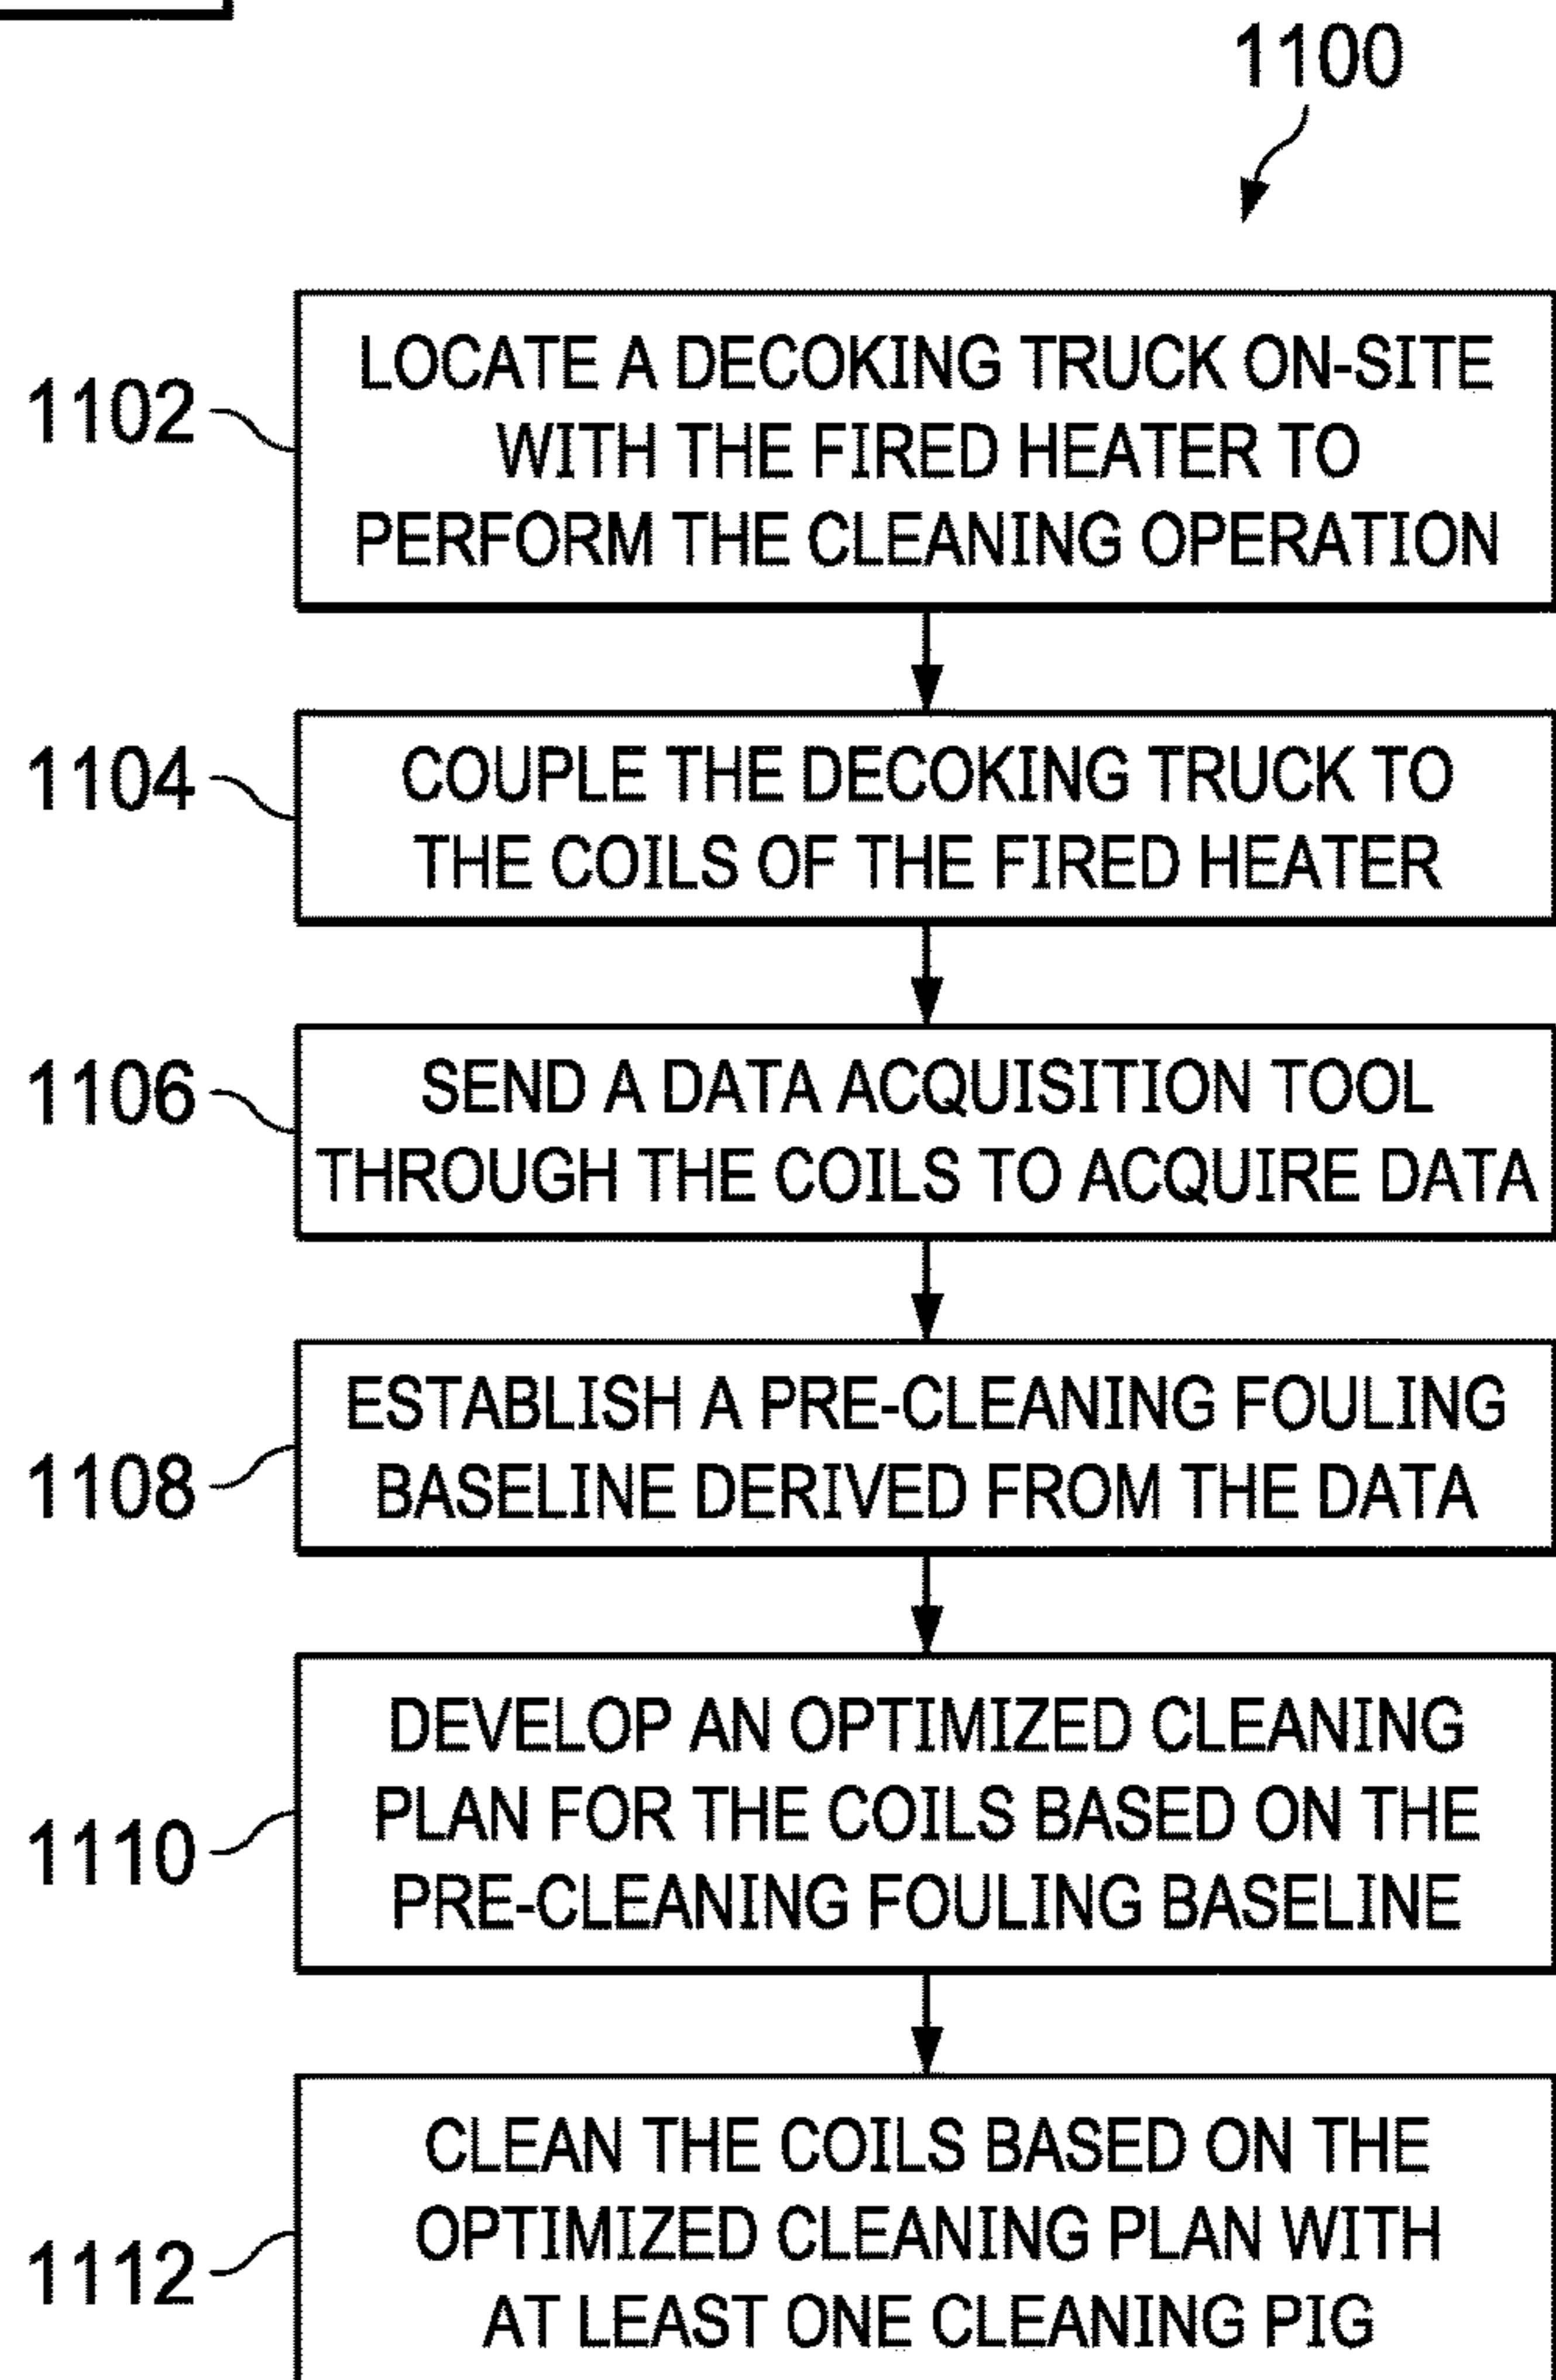 1100
1102
LOCATE A DECOKING TRUCK ON-SITE
WITH THE FIRED HEATER TO
PERFORM THE CLEANING OPERATION
1104
COUPLE THE DECOKING TRUCK TO
THE COILS OF THE FIRED HEATER
1106
SEND A DATA ACQUISITION TOOL
THROUGH THE COILS TO ACQUIRE DATA
1108
ESTABLISH A PRE-CLEANING FOULING
BASELINE DERIVED FROM THE DATA
1110
DEVELOP AN OPTIMIZED CLEANING
PLAN FOR THE COILS BASED ON THE
PRE-CLEANING FOULING BASELINE
1112
CLEAN THE COILS BASED ON THE
OPTIMIZED CLEANING PLAN WITH
AT LEAST ONE CLEANING PIG